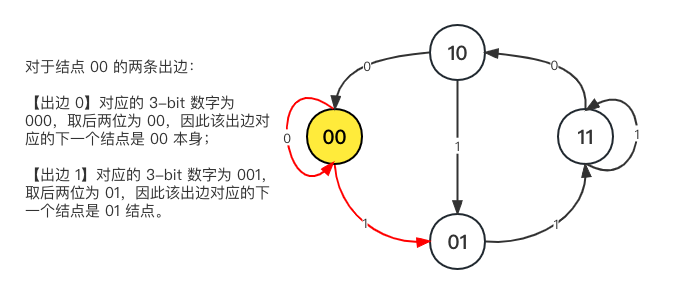 对于结点 00 的两条出边：
【出边 0】对应的 3-bit 数字为
000，取后两位为 00，因此该出边对
应的下一个结点是 00 本身；
【出边 1】对应的 3-bit 数字为 001，
取后两位为 01，因此该出边对应的下
一个结点是 01 结点。
10
0
0
00
0
11
1
1
1
01
1